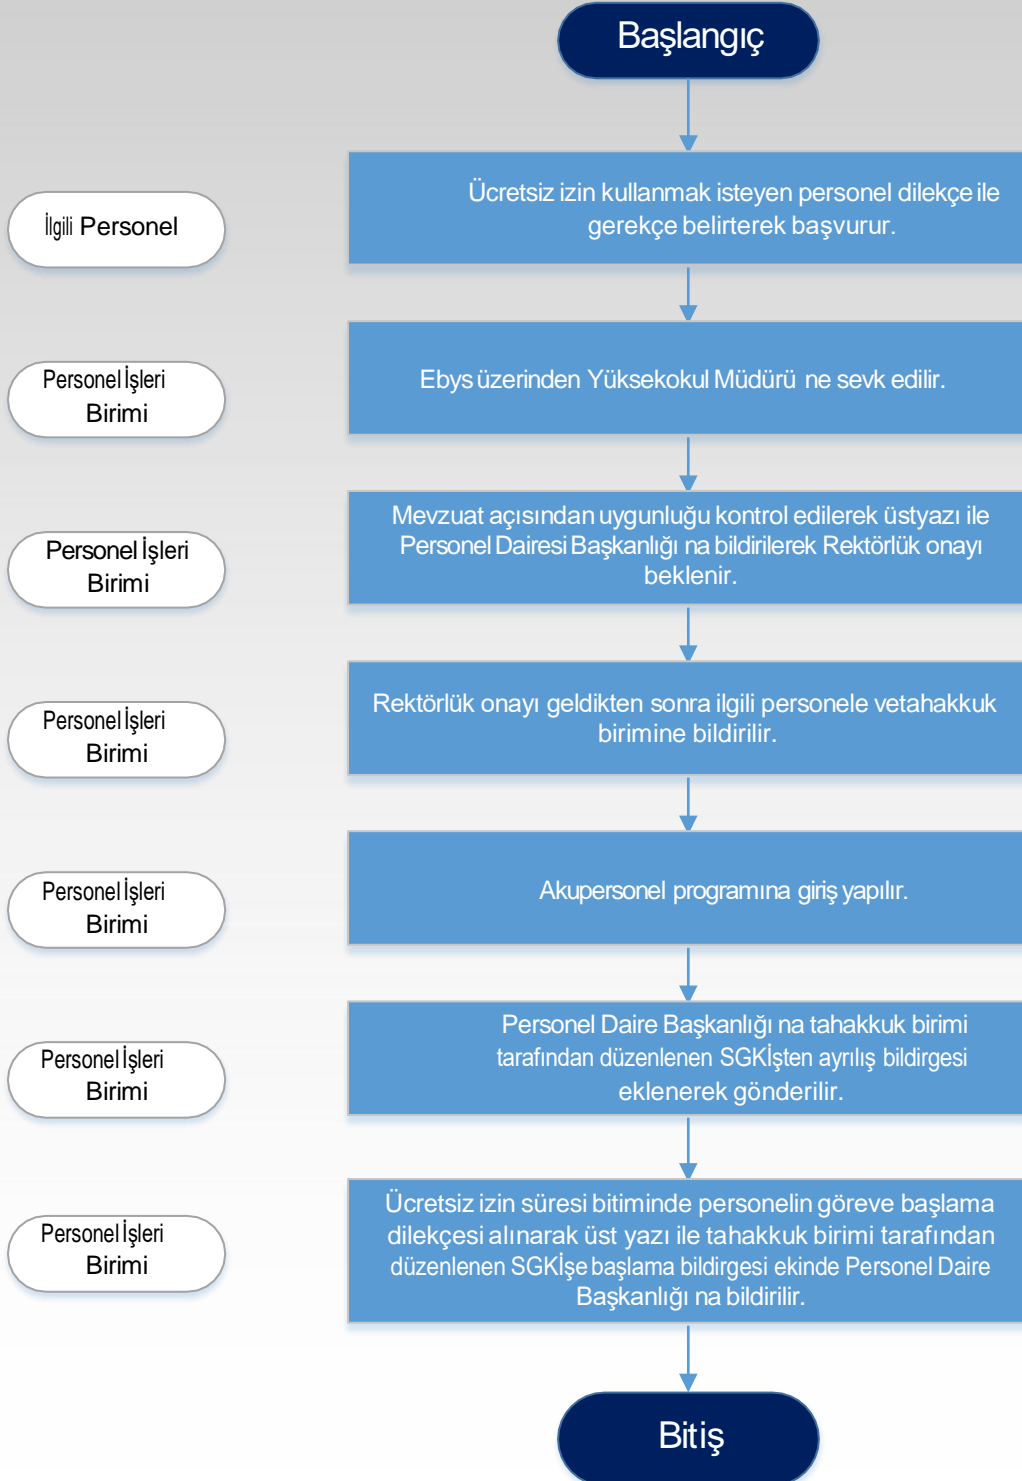 Başlangıç
İlgili Personel
Ücretsiz izin kullanmak isteyen personel dilekçe ile
gerekçe belirterek başvurur.
Personel İşleri
Birimi
Ebys üzerinden Yüksekokul Müdürü ne sevk edilir.
Personel İşleri
Birimi
Mevzuat açısından uygunluğu kontrol edilerek üstyazı ile
Personel Dairesi Başkanlığı na bildirilerek Rektörlük onayı
beklenir.
Personel İşleri
Birimi
Rektörlük onayı geldikten sonra ilgili personele vetahakkuk
birimine bildirilir.
Personel İşleri
Birimi
Akupersonel programına giriş yapılır.
Personel İşleri
Birimi
Personel Daire Başkanlığı na tahakkuk birimi
tarafından düzenlenen SGKİşten ayrılış bildirgesi
eklenerek gönderilir.
Personel İşleri
Birimi
Ücretsiz izin süresi bitiminde personelin göreve başlama
dilekçesi alınarak üst yazı ile tahakkuk birimi tarafından
düzenlenen SGKİşe başlama bildirgesi ekinde Personel Daire
Başkanlığı na bildirilir.
Bitiş